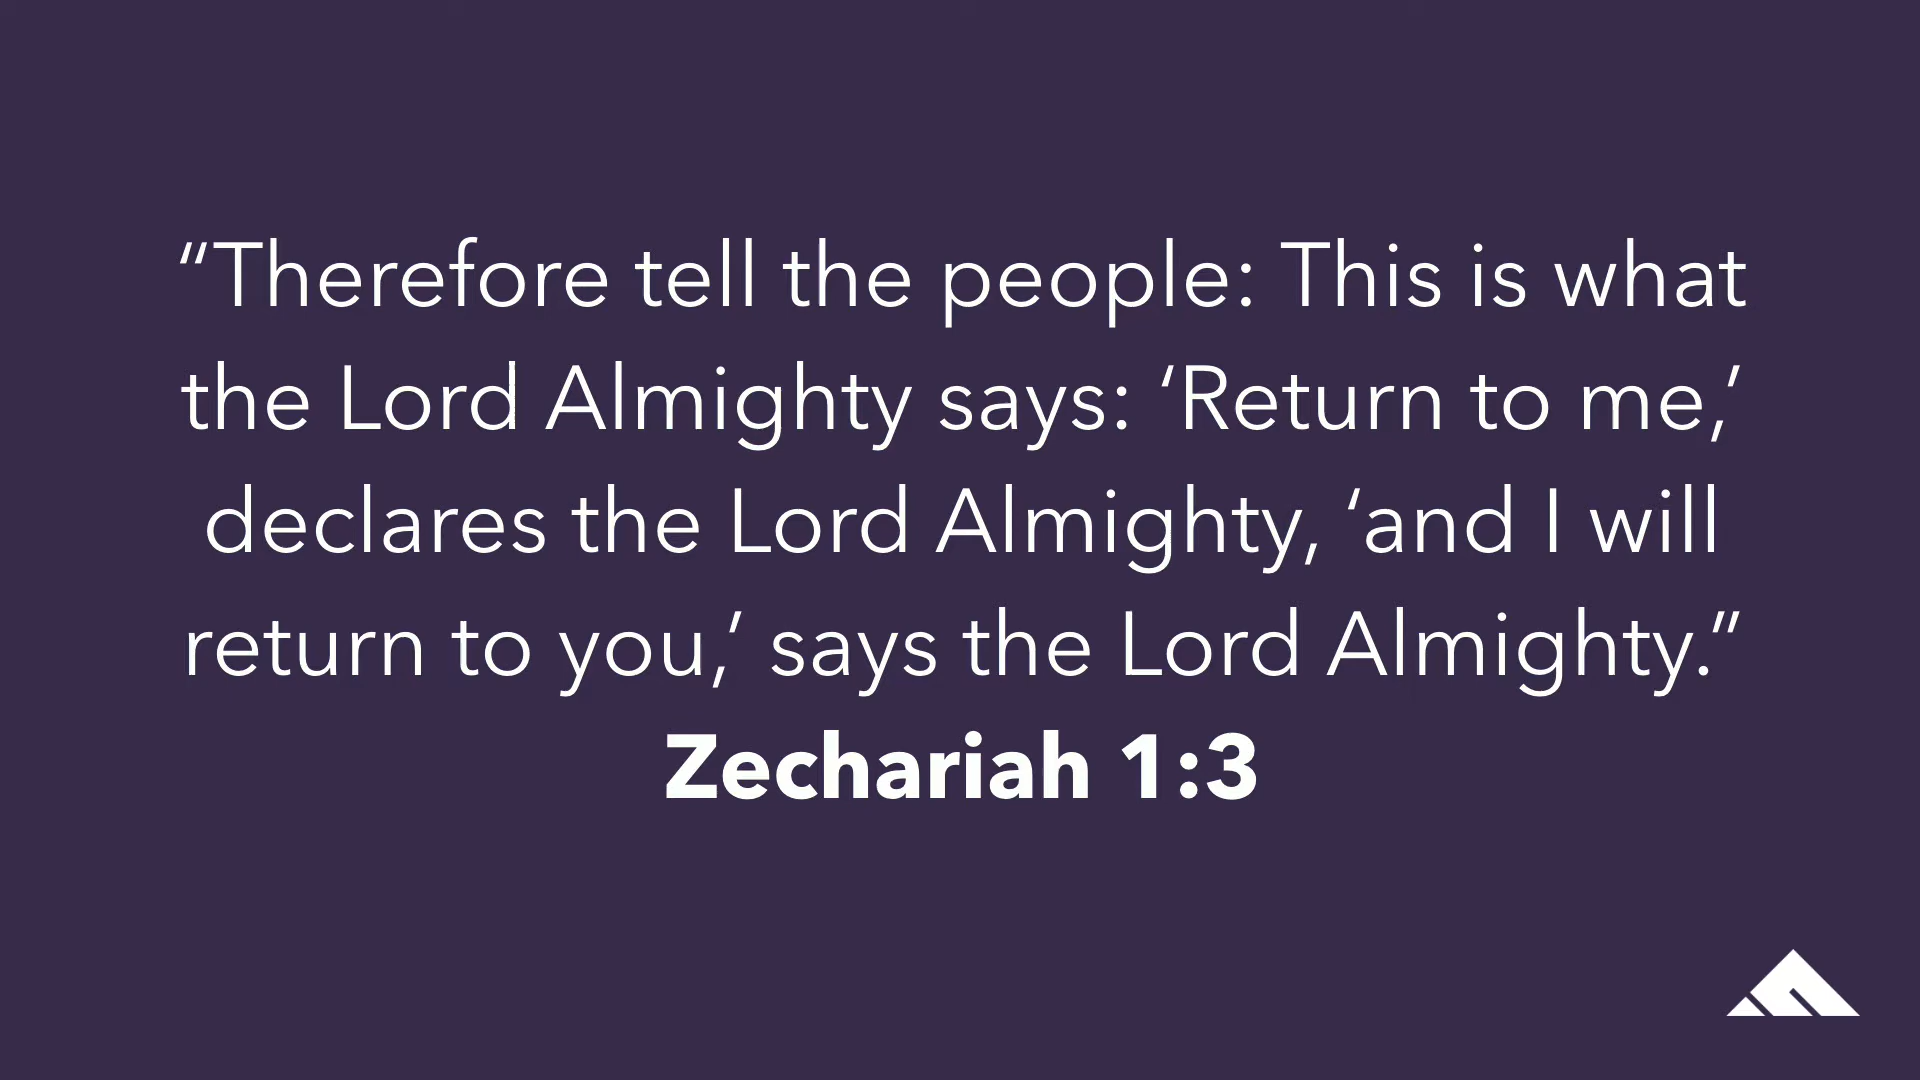 “Therefore tell the people: This is what
the Lord Almighty says: ‘Return to me,’
declares the Lord Almighty, ‘and I will
return to you,’ says the Lord Almighty.”
Zechariah 1:3